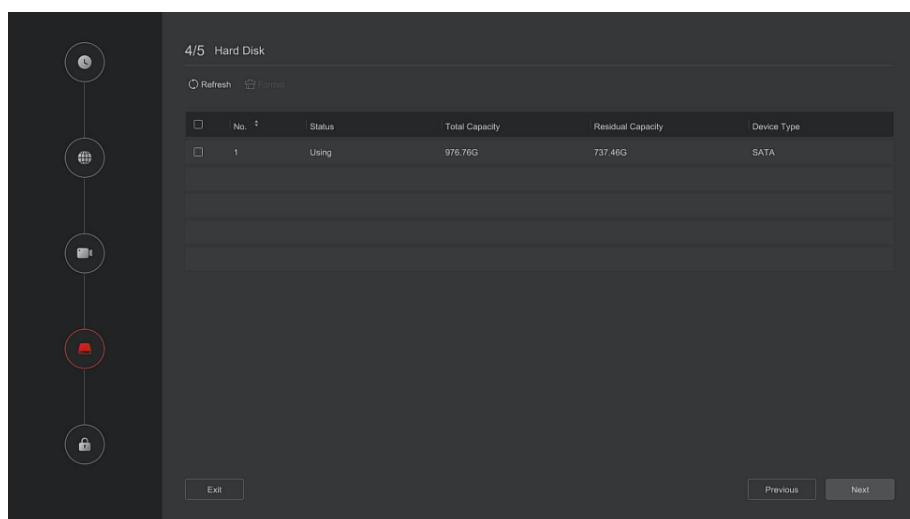 4/5 Hard Disk
Refresh Format
No. Status Total Capacity Residual Capacity Device Type
1 Using 976.76G 737.46G SATA
Exit Previous Next